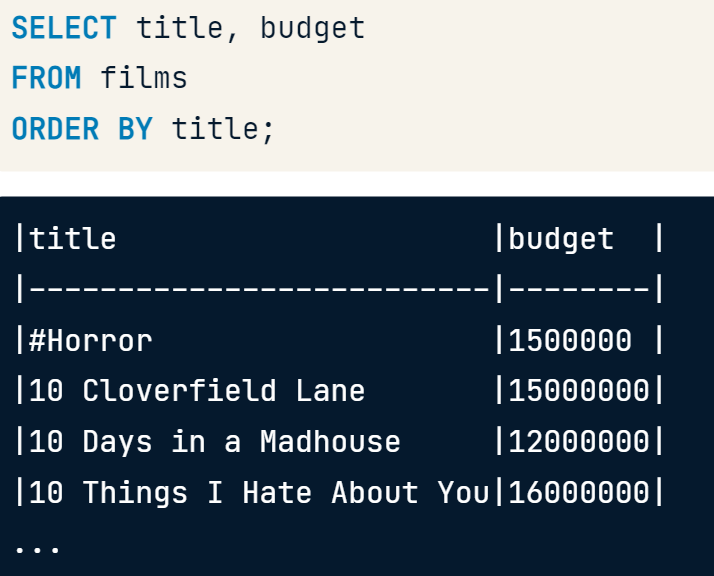 SELECT title, budget
FROM films
ORDER BY title;
|title                     |budget  |
|--------------------------|--------|
|#Horror                   |1500000 |
|10 Cloverfield Lane       |15000000|
|10 Days in a Madhouse     |12000000|
|10 Things I Hate About You|16000000|
...